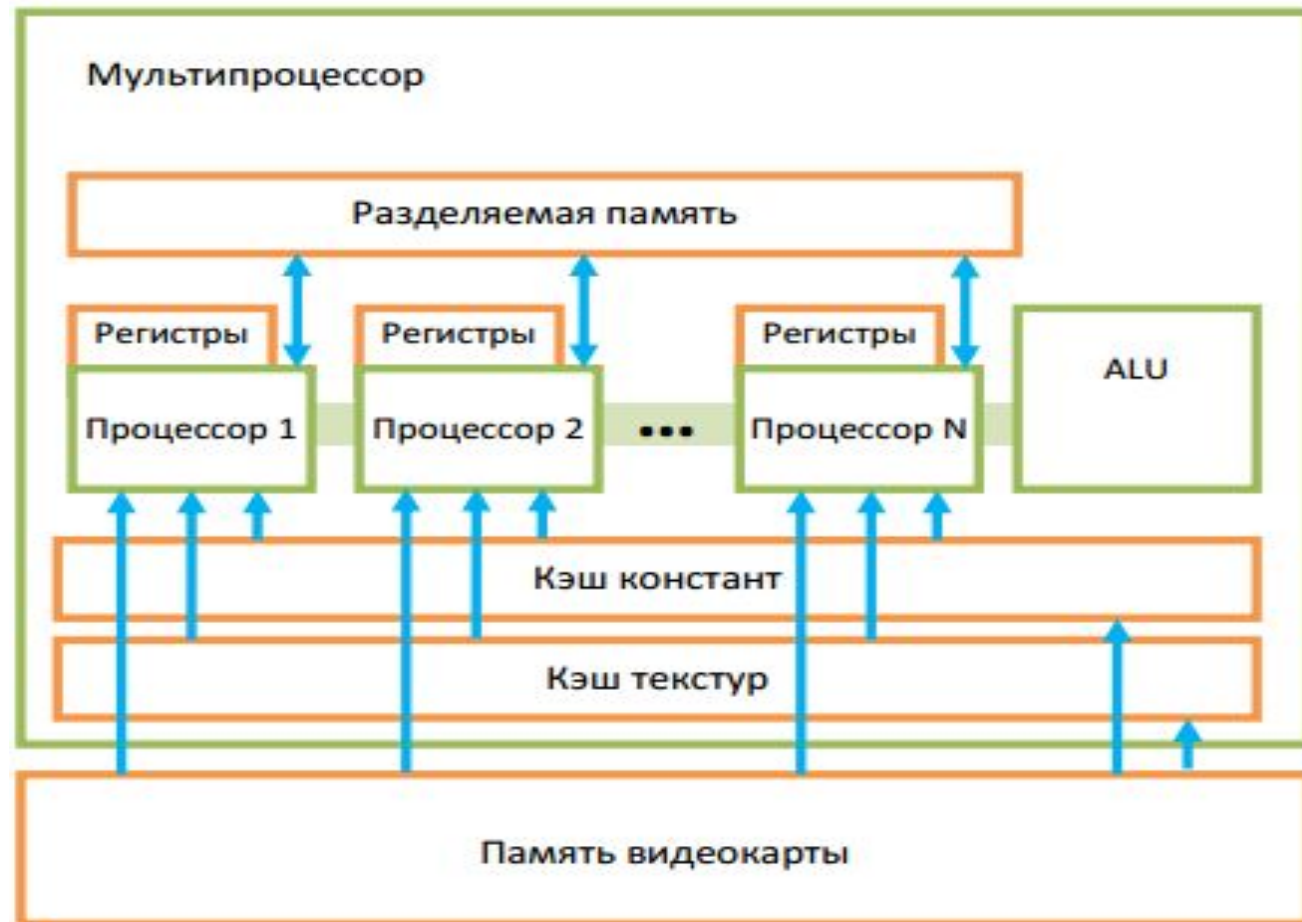 Мультипроцессор
Разделяемая память
Регистры Регистры Регистры
ALU
Процессор 1 Процессор 2 ... Процессор N
Кэш констант
Кэш текстур
Память видеокарты